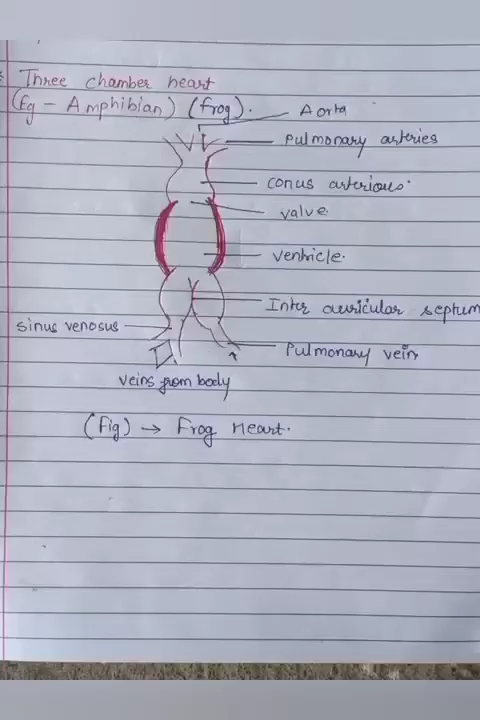 Three chamber heart
(Eg - Amphibian) (frog).
Aorta
Pulmonary arteries
conus arterious.
valve.
ventricle.
Inter auricular septum
sinus venosus
Pulmonary vein
veins from body
(Fig) → Frog Heart.